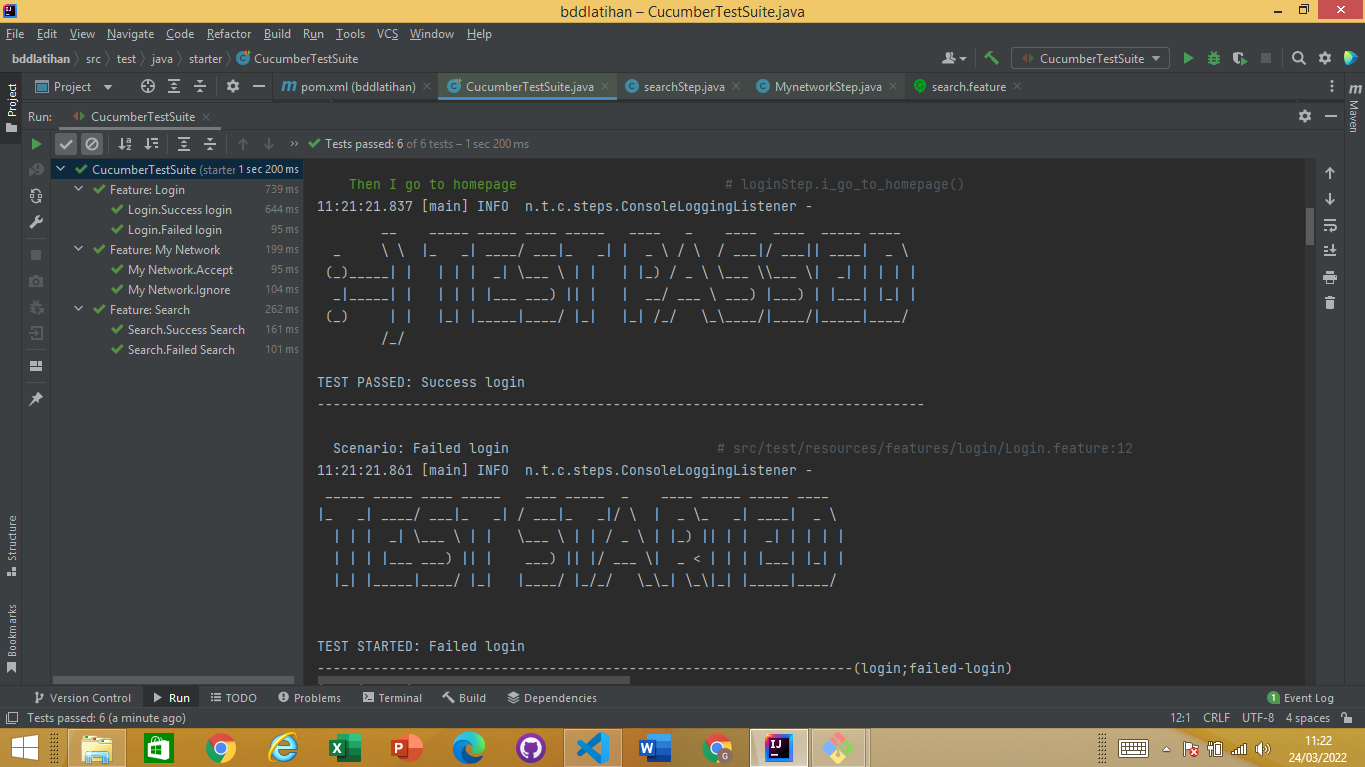 bddlatihan – CucumberTestSuite.java
File Edit View Navigate Code Refactor Build Run Tools VCS Window Help
bddlatihan src test java starter CucumberTestSuite
CucumberTestSuite
Project
pom.xml (bddlatihan) CucumberTestSuite.java searchStep.java MynetworkStep.java search.feature
Project
Maven
Run: CucumberTestSuite
Tests passed: 6 of 6 tests – 1 sec 200 ms
CucumberTestSuite (starter 1 sec 200 ms
Feature: Login 739 ms
Login.Success login 644 ms
Login.Failed login 95 ms
Feature: My Network 199 ms
My Network.Accept 95 ms
My Network.Ignore 104 ms
Feature: Search 262 ms
Search.Success Search 161 ms
Search.Failed Search 101 ms
Then I go to homepage # loginStep.i_go_to_homepage()
11:21:21.837 [main] INFO n.t.c.steps.ConsoleLoggingListener -
:-) TEST PASSED
TEST PASSED: Success login
----------------------------------------------------------------------------
Scenario: Failed login # src/test/resources/features/login/Login.feature:12
11:21:21.861 [main] INFO n.t.c.steps.ConsoleLoggingListener -
TEST STARTED
TEST STARTED: Failed login
-------------------------------------------------------------------(login;failed-login)
Structure
Bookmarks
Version Control Run TODO Problems Terminal Build Dependencies 1 Event Log
Tests passed: 6 (a minute ago) 12:1 CRLF UTF-8 4 spaces
11:22
24/03/2022